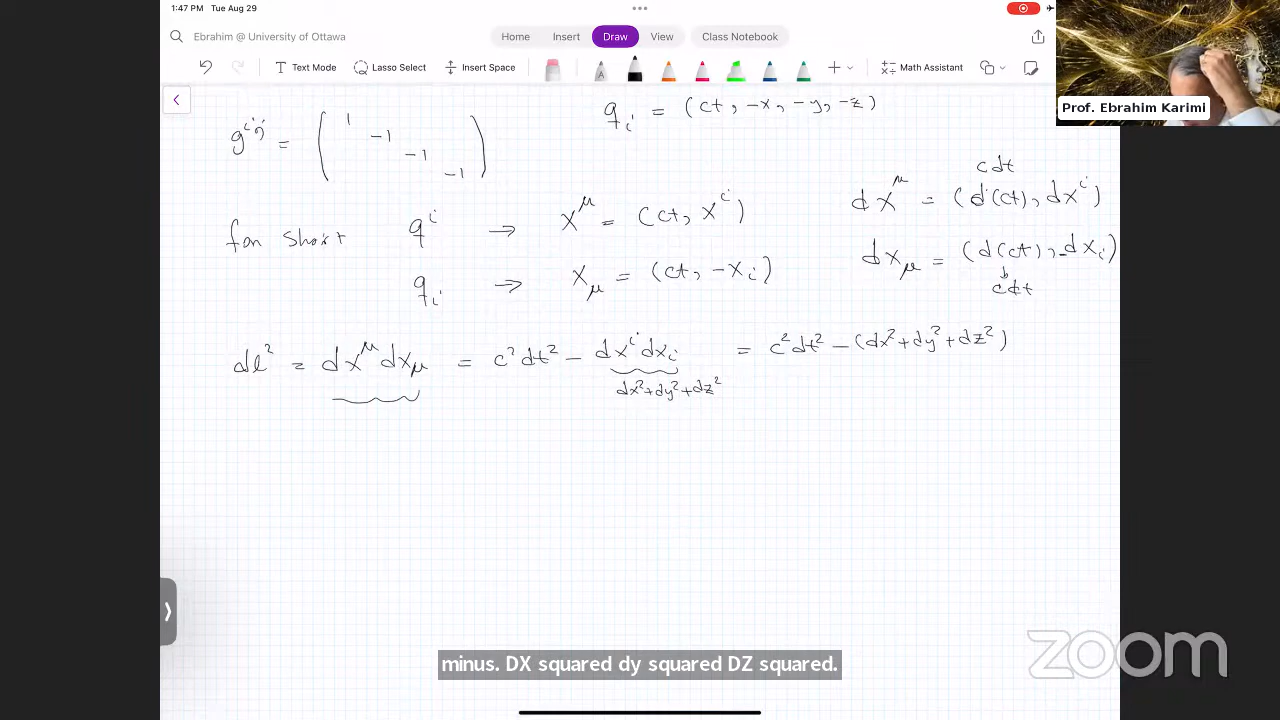 1:47 PM Tue Aug 29
Ebrahim @ University of Ottawa
Home Insert Draw View Class Notebook
Text Mode Lasso Select Insert Space Math Assistant
Prof. Ebrahim Karimi
q_i = (ct, -x, -y, -z)
g^{ij} = ( 1 -1 -1 -1 )
cdt
for short q^i → x^μ = (ct, x^i) dx^μ = (d(ct), dx^i)
q_i → x_μ = (ct, -x_i) dx_μ = (d(ct), -dx_i)
cdt
dl² = dx^μ dx_μ = c²dt² - dx^i dx_i = c²dt² - (dx²+dy²+dz²)
dx²+dy²+dz²
minus. DX squared dy squared DZ squared.
zoom